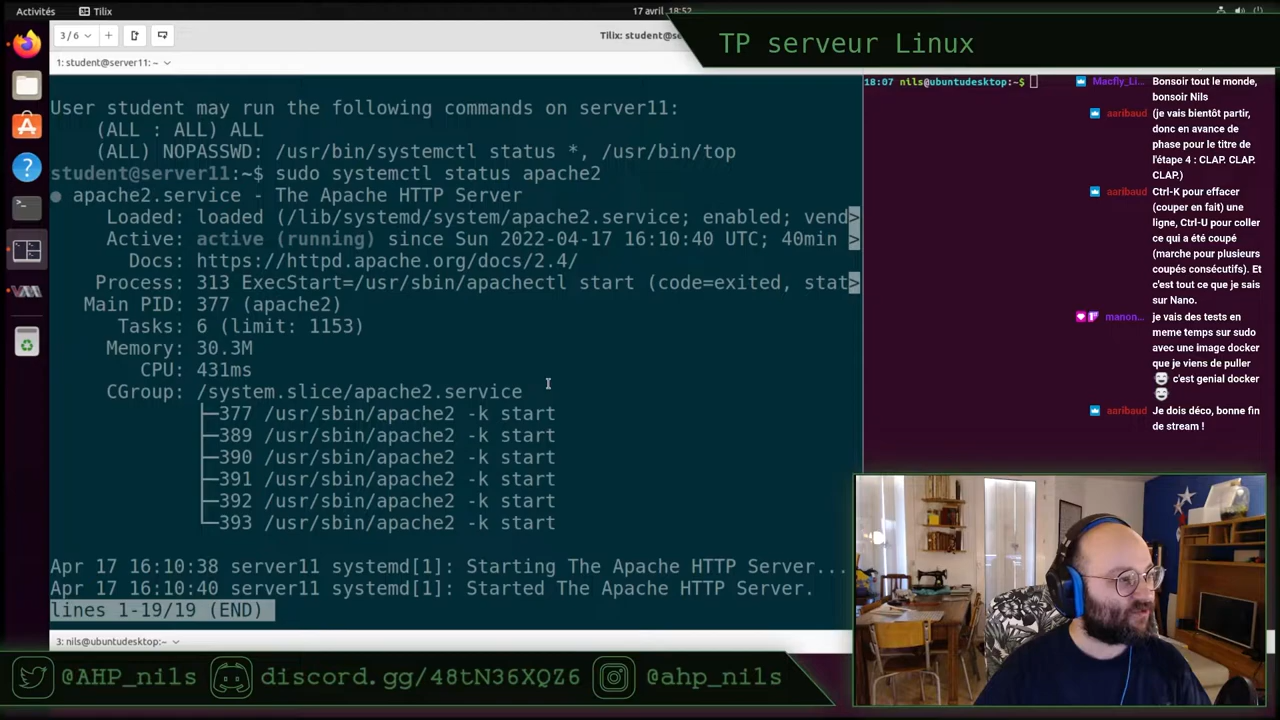 Activités
Tilix
17 avril 18:52
3/6
Tilix: student@se
TP serveur Linux
1: student@server11: ~
User student may run the following commands on server11:
(ALL : ALL) ALL
(ALL) NOPASSWD: /usr/bin/systemctl status *, /usr/bin/top
student@server11:~$ sudo systemctl status apache2
● apache2.service - The Apache HTTP Server
Loaded: loaded (/lib/systemd/system/apache2.service; enabled; vend>
Active: active (running) since Sun 2022-04-17 16:10:40 UTC; 40min >
Docs: https://httpd.apache.org/docs/2.4/
Process: 313 ExecStart=/usr/sbin/apachectl start (code=exited, stat>
Main PID: 377 (apache2)
Tasks: 6 (limit: 1153)
Memory: 30.3M
CPU: 431ms
CGroup: /system.slice/apache2.service
├─377 /usr/sbin/apache2 -k start
├─389 /usr/sbin/apache2 -k start
├─390 /usr/sbin/apache2 -k start
├─391 /usr/sbin/apache2 -k start
├─392 /usr/sbin/apache2 -k start
└─393 /usr/sbin/apache2 -k start
Apr 17 16:10:38 server11 systemd[1]: Starting The Apache HTTP Server...
Apr 17 16:10:40 server11 systemd[1]: Started The Apache HTTP Server.
lines 1-19/19 (END)
3: nils@ubuntudesktop:~
18:07 nils@ubuntudesktop:~$
Macfly_Li... Bonsoir tout le monde,
bonsoir Nils
aaribaud (je vais bientôt partir,
donc en avance de
phase pour le titre de
l'étape 4 : CLAP. CLAP.
CLAP.)
aaribaud Ctrl-K pour effacer
(couper en fait) une
ligne, Ctrl-U pour coller
ce qui a été coupé
(marche pour plusieurs
coupés consécutifs). Et
c'est tout ce que je sais
sur Nano.
manon... je vais des tests en
meme temps sur sudo
avec une image docker
que je viens de puller
c'est genial docker
aaribaud Je dois déco, bonne fin
de stream !
@AHP_nils
discord.gg/48tN36XQZ6
@ahp_nils